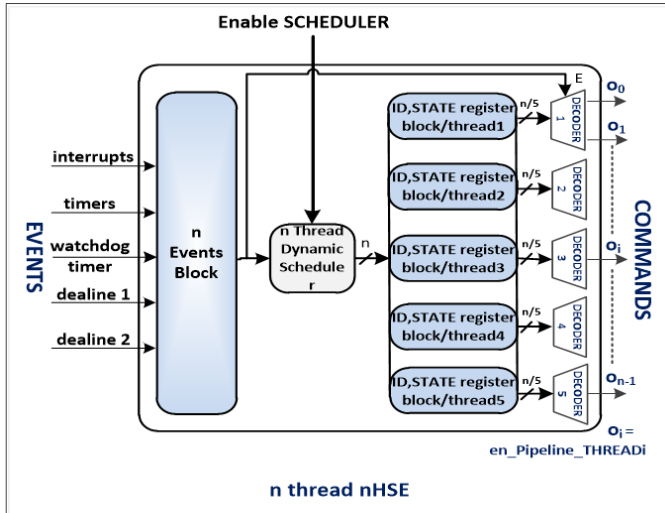 Enable SCHEDULER
EVENTS
interrupts
timers
watchdog
timer
dealine 1
dealine 2
n
Events
Block
n Thread
Dynamic
Schedule
r
n
ID,STATE register
block/thread1
n/5
E
DECODER
1
ID,STATE register
block/thread2
n/5
DECODER
2
ID,STATE register
block/thread3
n/5
DECODER
3
ID,STATE register
block/thread4
n/5
DECODER
4
ID,STATE register
block/thread5
n/5
DECODER
5
O0
O1
Oi
On-1
COMMANDS
Oi =
en_Pipeline_THREADi
n thread nHSE